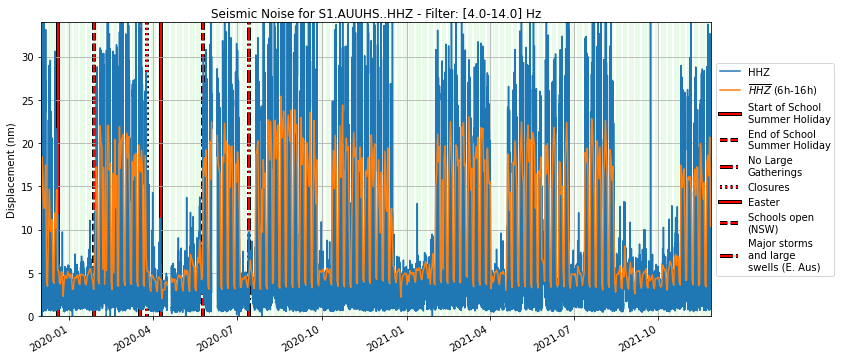 Seismic Noise for S1.AUUHS..HHZ - Filter: [4.0-14.0] Hz
Displacement (nm)
30
25
20
15
10
5
0
2020-01
2020-04
2020-07
2020-10
2021-01
2021-04
2021-07
2021-10
HHZ
HHZ (6h-16h)
Start of School
Summer Holiday
End of School
Summer Holiday
No Large
Gatherings
Closures
Easter
Schools open
(NSW)
Major storms
and large
swells (E. Aus)